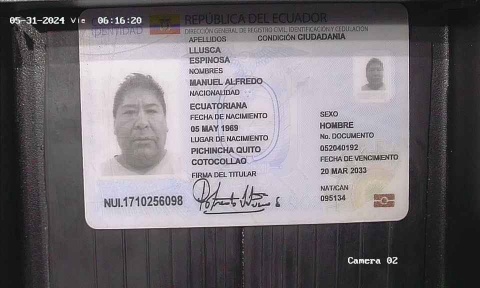 05-31-2024 Vie 06:16:20
REPÚBLICA DEL ECUADOR
DIRECCIÓN GENERAL DE REGISTRO CIVIL, IDENTIFICACIÓN Y CEDULACIÓN
IDENTIDAD
APELLIDOS
CONDICIÓN CIUDADANÍA
LLUSCA
ESPINOSA
NOMBRES
MANUEL ALFREDO
NACIONALIDAD
ECUATORIANA
FECHA DE NACIMIENTO
05 MAY 1969
LUGAR DE NACIMIENTO
PICHINCHA QUITO
COTOCOLLAO
FIRMA DEL TITULAR
SEXO
HOMBRE
No. DOCUMENTO
052040192
FECHA DE VENCIMIENTO
20 MAR 2033
NAT/CAN
095134
NUI.1710256098
Camera 02